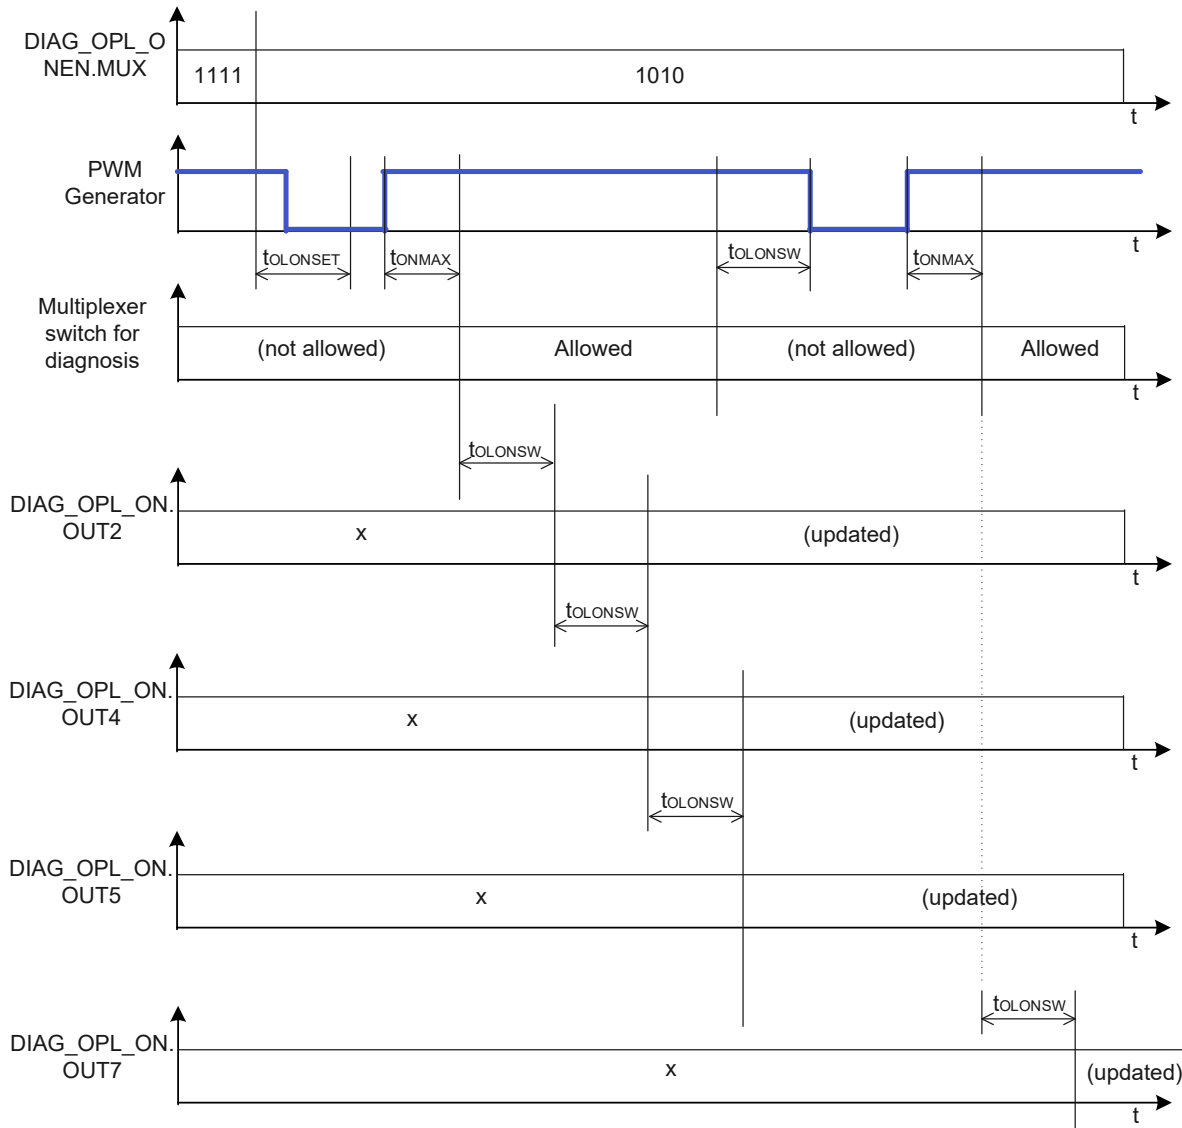 DIAG_OPL_O
NEN.MUX
1111
1010
t
PWM
Generator
t
tOLONSET
tONMAX
tOLONSW
tONMAX
Multiplexer
switch for
diagnosis
(not allowed)
Allowed
(not allowed)
Allowed
t
tOLONSW
DIAG_OPL_ON.
OUT2
x
(updated)
t
tOLONSW
DIAG_OPL_ON.
OUT4
x
(updated)
t
tOLONSW
DIAG_OPL_ON.
OUT5
x
(updated)
t
tOLONSW
DIAG_OPL_ON.
OUT7
x
(updated)
t